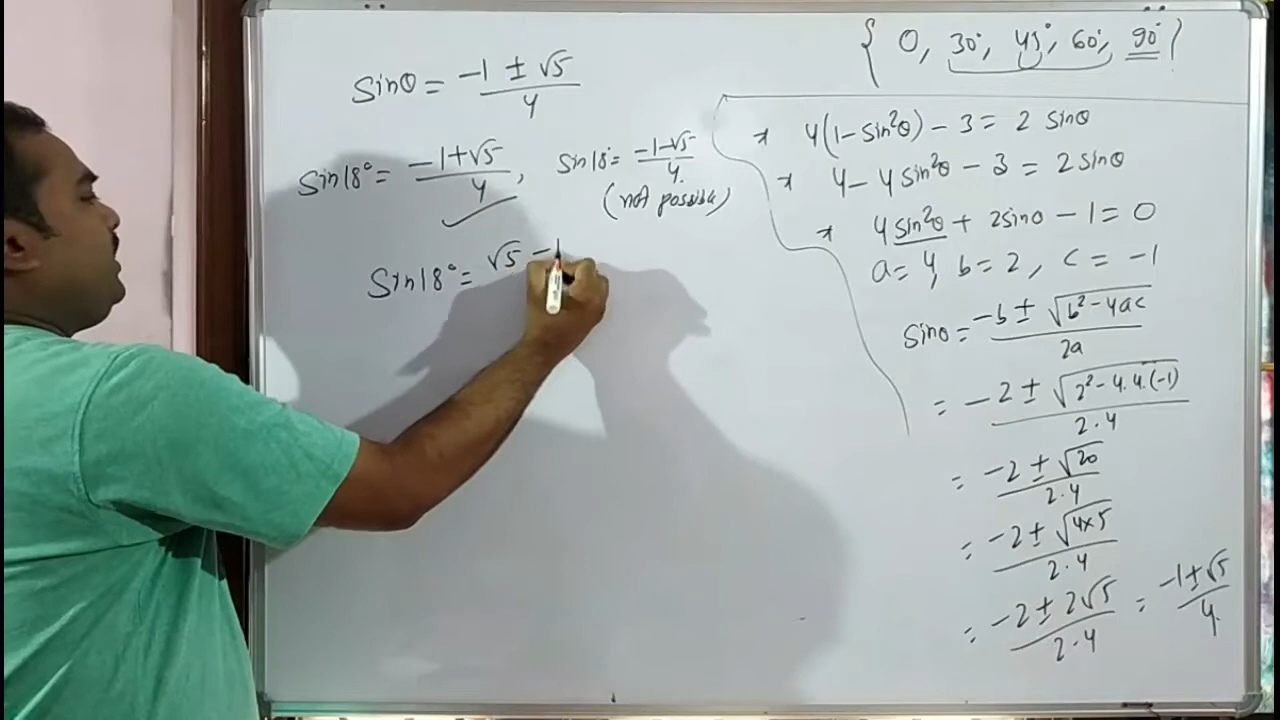 Sinθ = (-1 ± √5)/4
Sin18° = (-1+√5)/4, Sin18° = (-1-√5)/4.
(not possible)
Sin18° = √5 - 1
{ 0, 30°, 45°, 60°, 90° }
* 4(1-Sin²θ) - 3 = 2 Sinθ
* 4 - 4 Sin²θ - 3 = 2 Sinθ
* 4 Sin²θ + 2 Sinθ - 1 = 0
a = 4, b = 2, c = -1
Sinθ = (-b ± √(b² - 4ac))/2a
= (-2 ± √(2² - 4.4.(-1)))/2·4
= (-2 ± √20)/2·4
= (-2 ± √(4×5))/2·4
= (-2 ± 2√5)/2·4 = (-1 ± √5)/4.